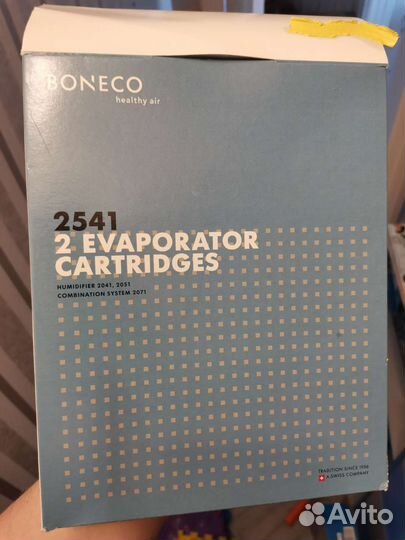 BONECO
healthy air
2541
2 EVAPORATOR
CARTRIDGES
HUMIDIFIER 2041, 2051
COMBINATION SYSTEM 2071
TRADITION SINCE 1956
A SWISS COMPANY
Avito